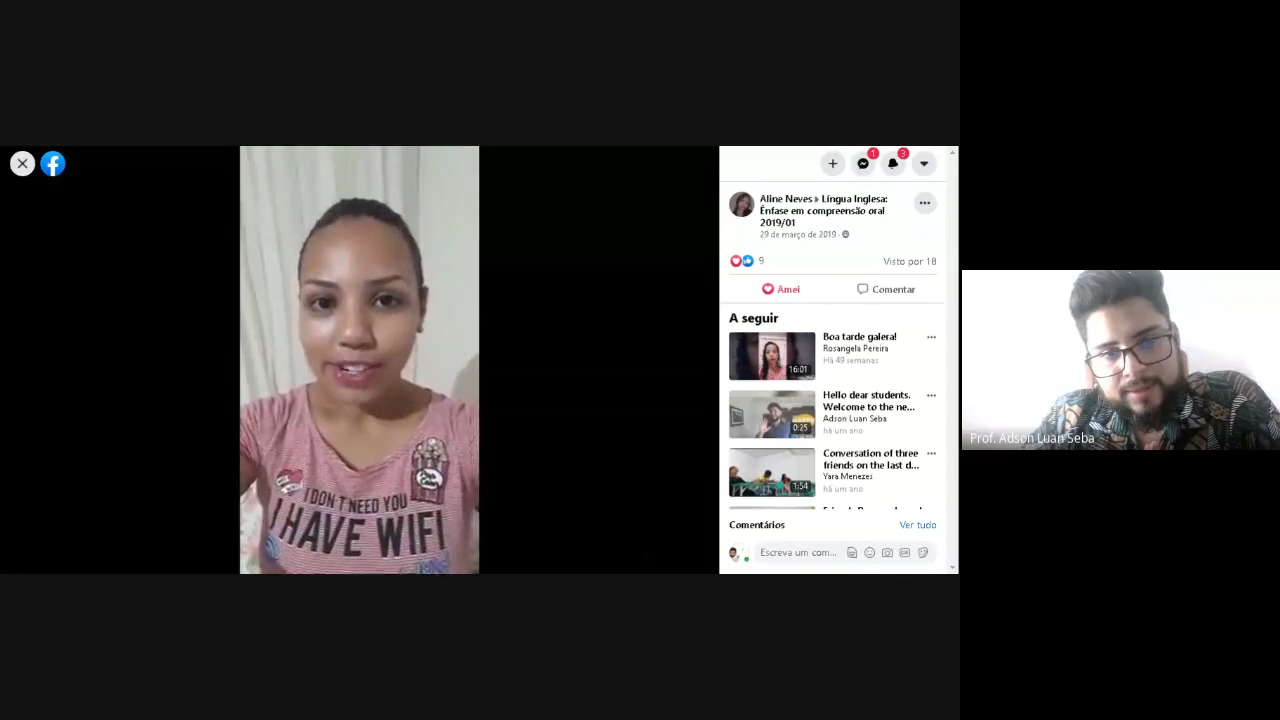 I DON'T NEED YOU
I HAVE WIFI
1
3
Aline Neves ▸ Língua Inglesa:
Ênfase em compreensão oral
2019/01
29 de março de 2019 ·
9
Visto por 18
Amei
Comentar
A seguir
Boa tarde galera!
Rosangela Pereira
Há 49 semanas
16:01
Hello dear students.
Welcome to the ne...
Adson Luan Seba
há um ano
0:25
Conversation of three
friends on the last d...
Yara Menezes
há um ano
1:54
Comentários
Ver tudo
Escreva um com...
GIF
Prof. Adson Luan Seba